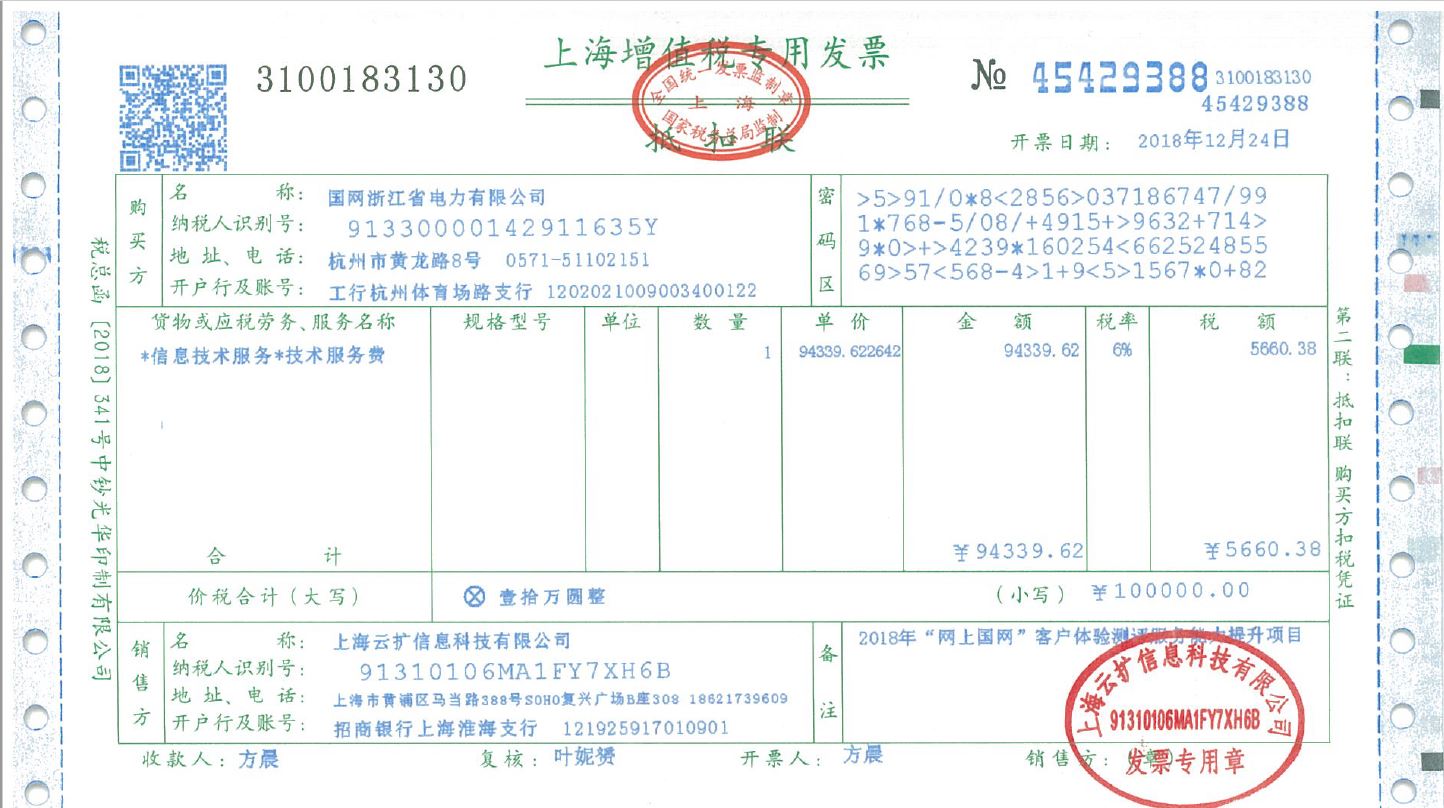 上海增值税专用发票
3100183130
№ 45429388
3100183130
45429388
全国统一发票监制章
上海
国家税务总局监制
抵扣联
开票日期： 2018年12月24日
购买方
名称： 国网浙江省电力有限公司
纳税人识别号： 91330000142911635Y
地址、电话： 杭州市黄龙路8号 0571-51102151
开户行及账号： 工行杭州体育场路支行 1202021009003400122
密码区
>5>91/0*8<2856>037186747/99
1*768-5/08/+4915+>9632+714>
9*0>+>4239*160254<662524855
69>57<568-4>1+9<5>1567*0+82
货物或应税劳务、服务名称 规格型号 单位 数量 单价 金额 税率 税额
*信息技术服务*技术服务费 1 94339.622642 94339.62 6% 5660.38
合计 ￥94339.62 ￥5660.38
价税合计（大写） ⊗ 壹拾万圆整 （小写） ￥100000.00
销售方
名称： 上海云扩信息科技有限公司
纳税人识别号： 91310106MA1FY7XH6B
地址、电话： 上海市黄浦区马当路388号SOHO复兴广场B座308 18621739609
开户行及账号： 招商银行上海淮海支行 121925917010901
备注
2018年“网上国网”客户体验测评服务能力提升项目
上海云扩信息科技有限公司
91310106MA1FY7XH6B
发票专用章
收款人： 方晨 复核： 叶妮赟 开票人： 方晨 销售方：（章）
税总函［2018］341号中钞光华印制有限公司
第二联：抵扣联 购买方扣税凭证